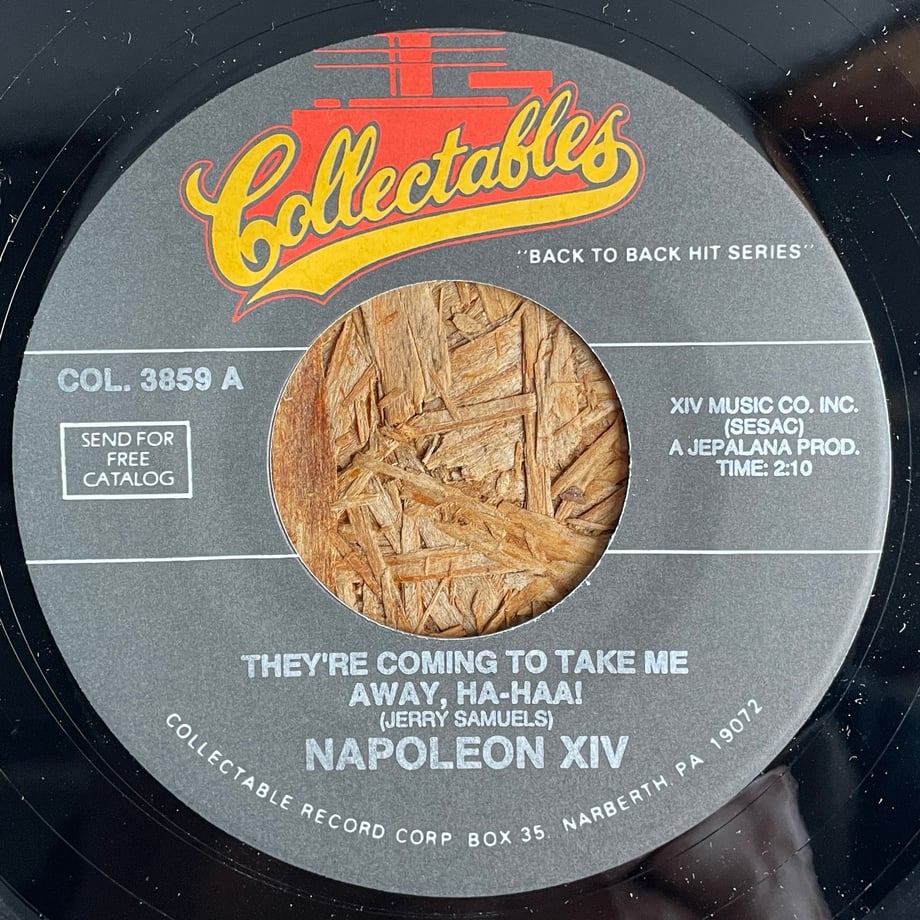 Collectables
"BACK TO BACK HIT SERIES"
COL. 3859 A
SEND FOR
FREE
CATALOG
XIV MUSIC CO. INC.
(SESAC)
A JEPALANA PROD.
TIME: 2:10
THEY'RE COMING TO TAKE ME
AWAY, HA-HAA!
(JERRY SAMUELS)
NAPOLEON XIV
COLLECTABLE RECORD CORP BOX 35. NARBERTH, PA 19072